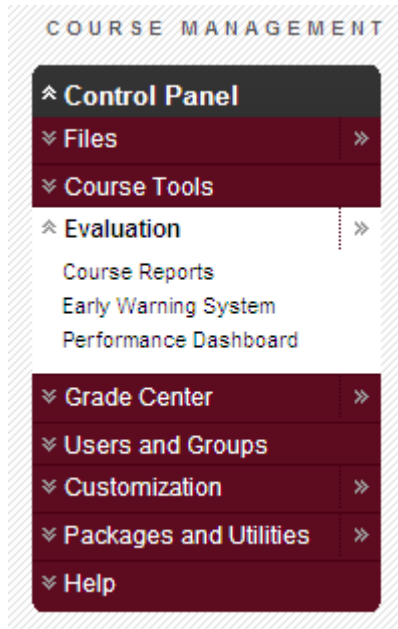 COURSE MANAGEMENT
Control Panel
Files
Course Tools
Evaluation
Course Reports
Early Warning System
Performance Dashboard
Grade Center
Users and Groups
Customization
Packages and Utilities
Help